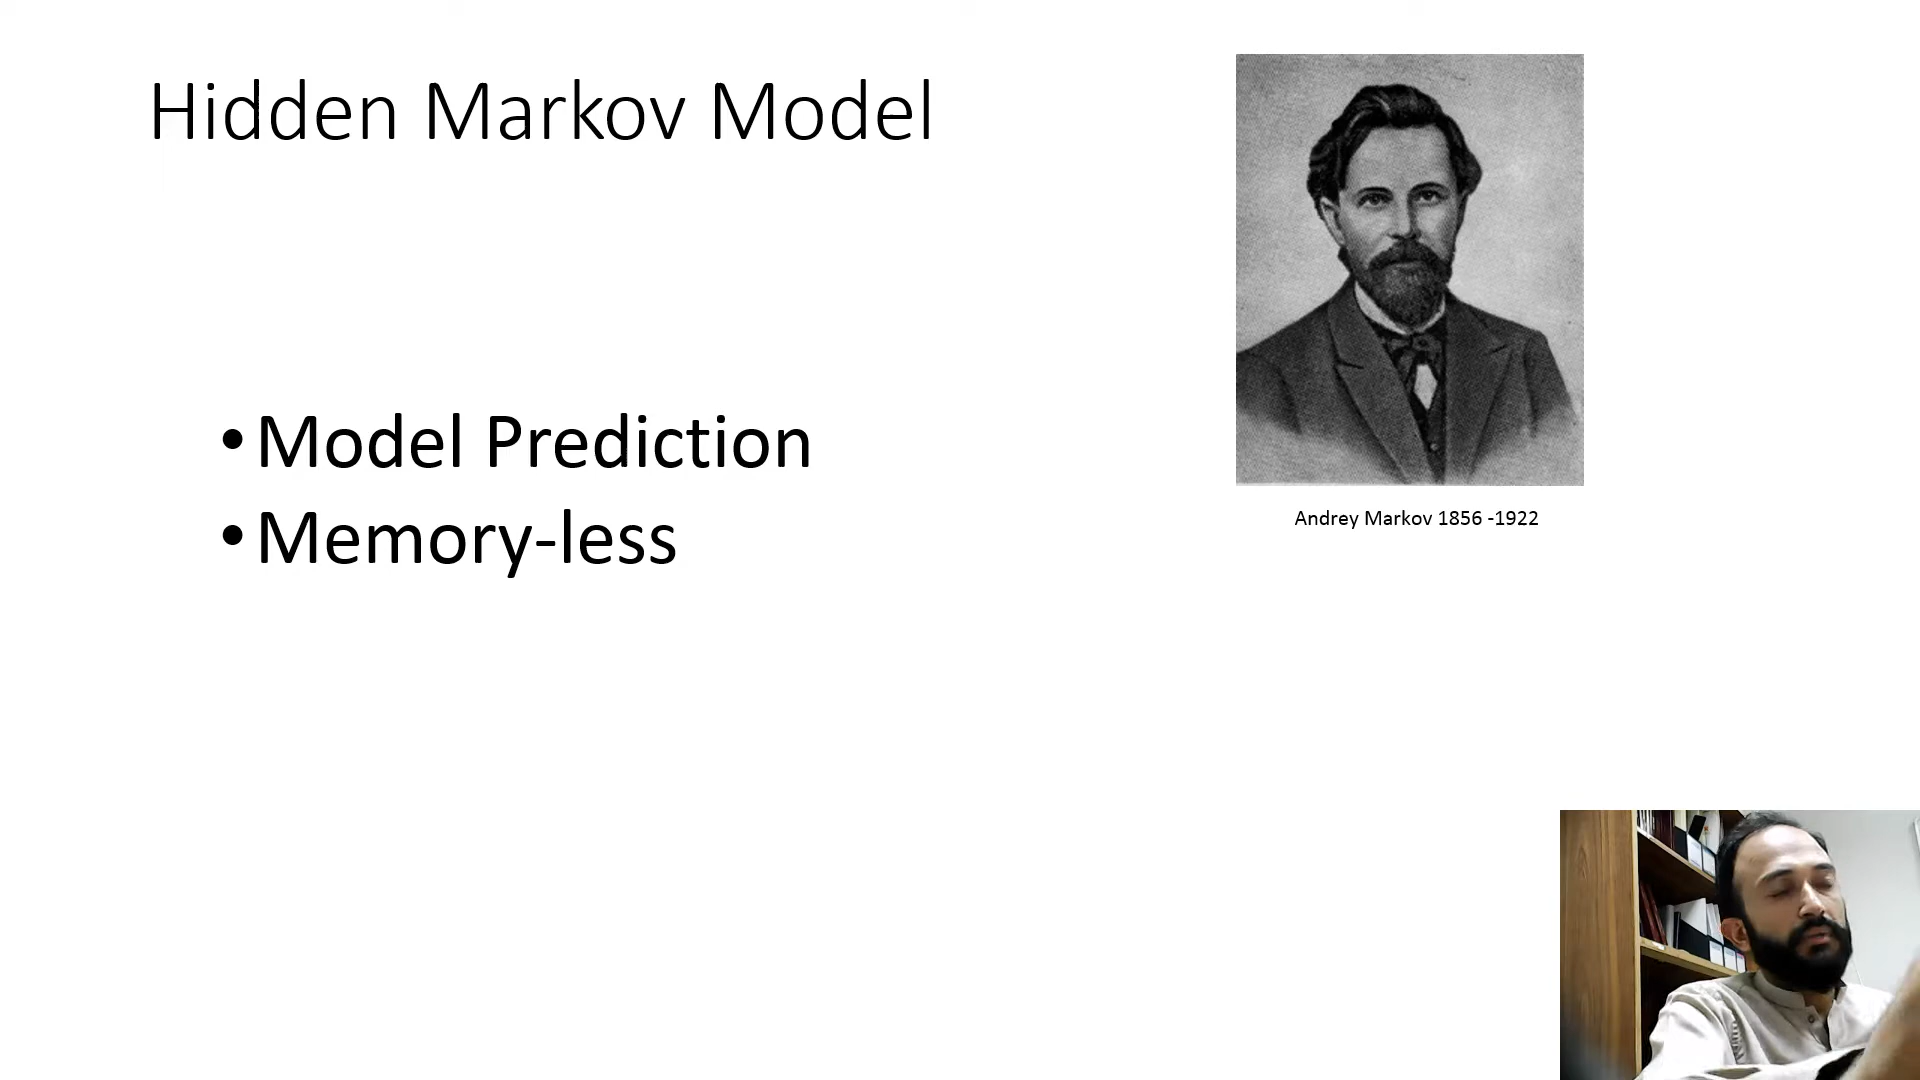 Hidden Markov Model
• Model Prediction
• Memory-less
Andrey Markov 1856 -1922